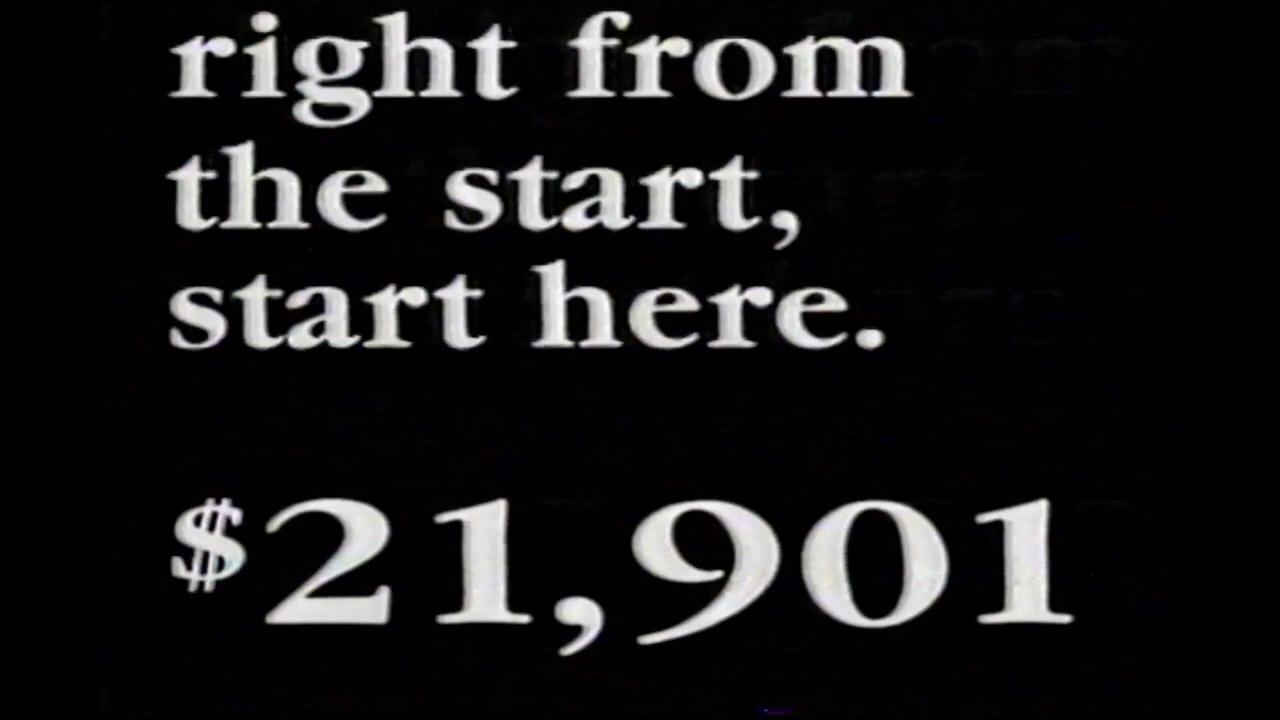 right from
the start,
start here.
$21,901